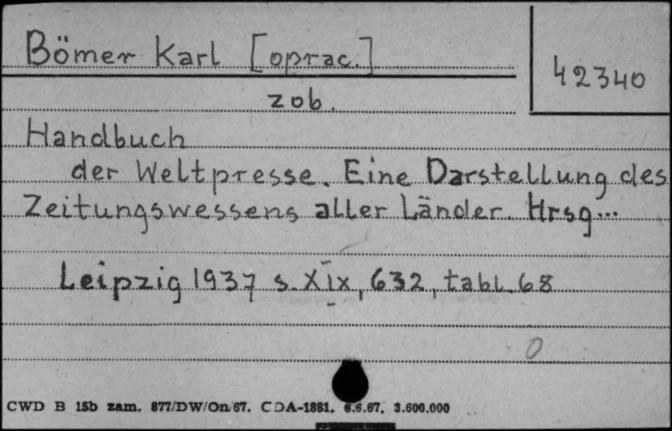 Bömer Karl [oprac.]
42340
zob.
Handbuch
der Weltpresse. Eine Darstellung des
Zeitungswessens aller Länder. Hrsg...
Leipzig 1937 s. XIX, 632, tabl. 68
0
CWD B 15b zam. 877/DW/On/67. CDA-1881. 6.6.67. 3.600.000